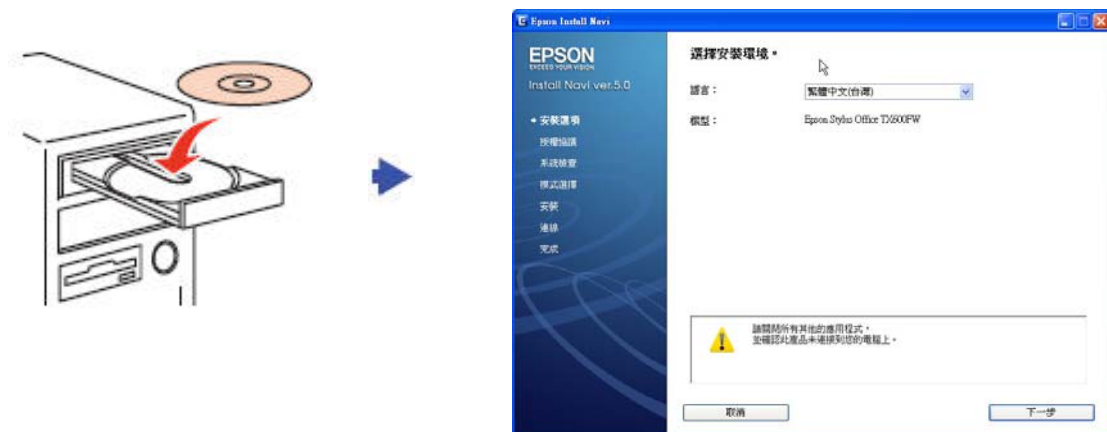 Epson Install Navi
EPSON
EXCEED YOUR VISION
Install Navi ver.5.0
安裝選項
授權協議
系統檢查
模式選擇
安裝
連線
完成
選擇安裝環境。
語言： 繁體中文(台灣)
模型： Epson Stylus Office TX600FW
請關閉所有其他的應用程式。
並確認此產品未連接到您的電腦上。
取消 下一步